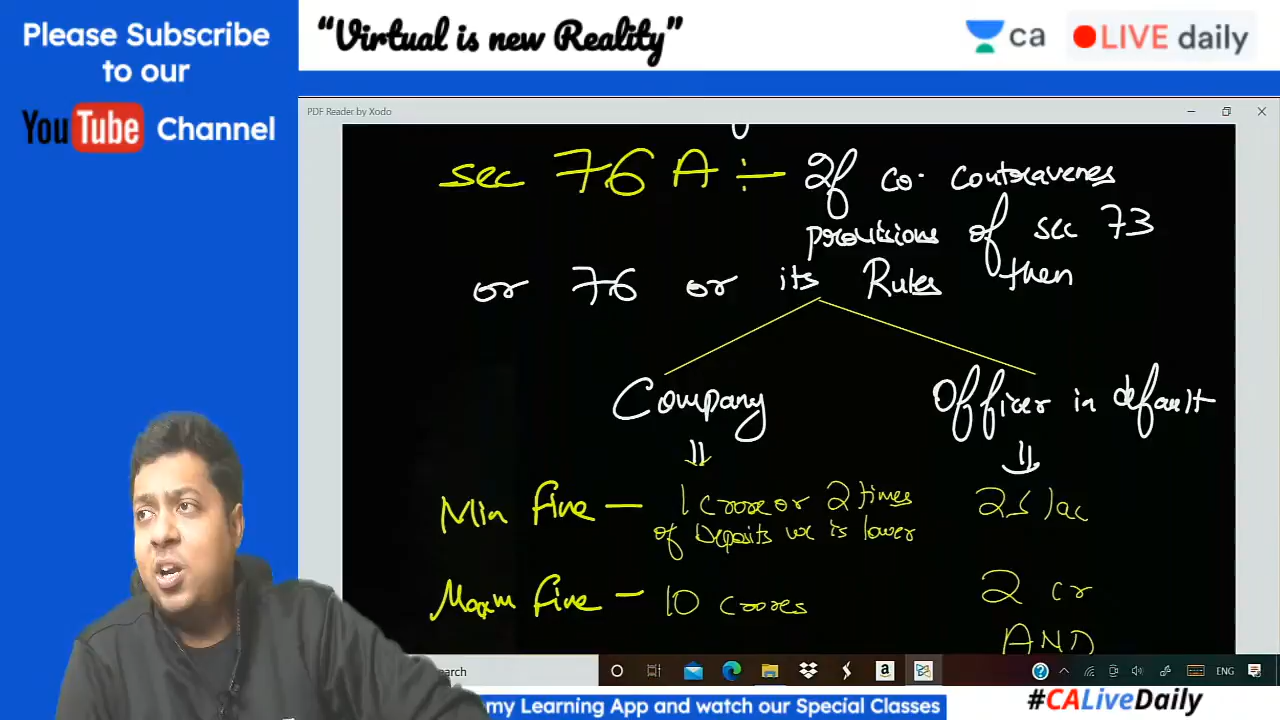 Please Subscribe
to our
YouTube Channel
“Virtual is new Reality”
ca
LIVE daily
PDF Reader by Xodo
Sec 76 A :- If co. contravenes
provisions of sec 73
or 76 or its Rules then
Company
Officer in default
Min fine — 1 crore or 2 times
of Deposits wc is lower
25 lac
Maxm fine — 10 crores
2 cr
AND
earch
ENG
my Learning App and watch our Special Classes
#CALiveDaily